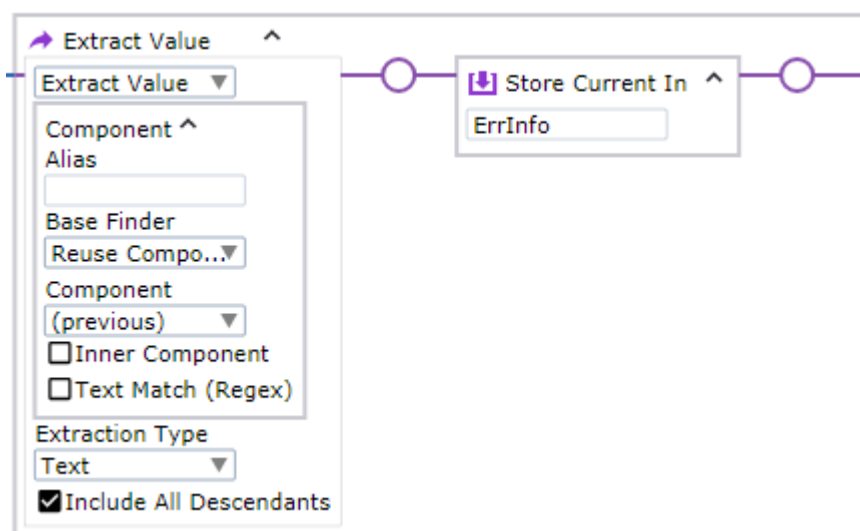 Extract Value
Extract Value
Component
Alias
Base Finder
Reuse Compo...
Component
(previous)
Inner Component
Text Match (Regex)
Extraction Type
Text
Include All Descendants
Store Current In
ErrInfo